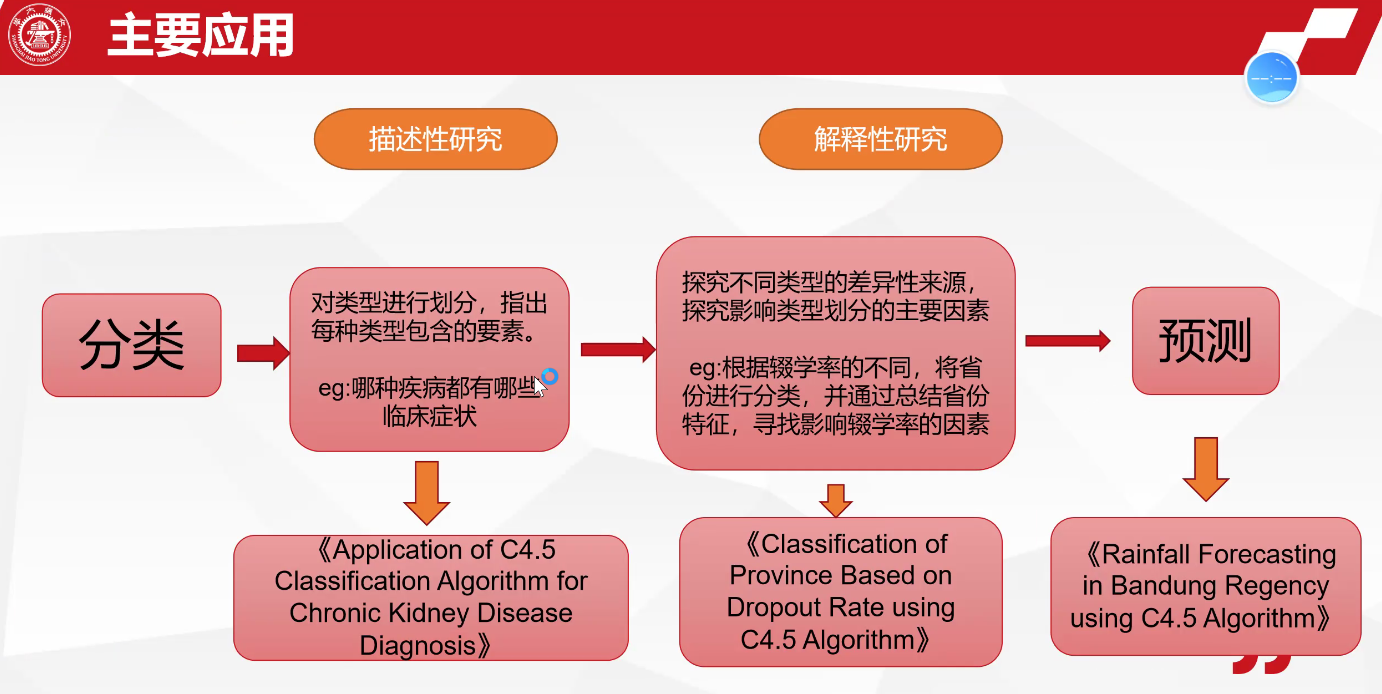 主要应用
描述性研究
解释性研究
分类
对类型进行划分，指出
每种类型包含的要素。
eg:哪种疾病都有哪些
临床症状
探究不同类型的差异性来源，
探究影响类型划分的主要因素
eg:根据辍学率的不同，将省
份进行分类，并通过总结省份
特征，寻找影响辍学率的因素
预测
《Application of C4.5
Classification Algorithm for
Chronic Kidney Disease
Diagnosis》
《Classification of
Province Based on
Dropout Rate using
C4.5 Algorithm》
《Rainfall Forecasting
in Bandung Regency
using C4.5 Algorithm》